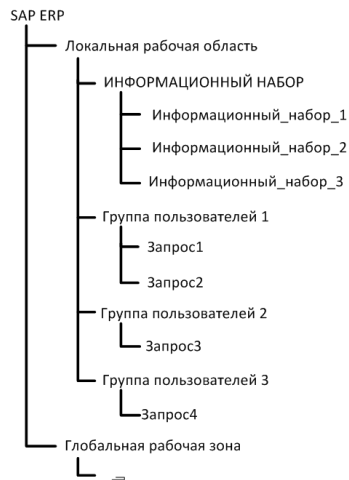 SAP ERP
Локальная рабочая область
ИНФОРМАЦИОННЫЙ НАБОР
Информационный_набор_1
Информационный_набор_2
Информационный_набор_3
Группа пользователей 1
Запрос1
Запрос2
Группа пользователей 2
Запрос3
Группа пользователей 3
Запрос4
Глобальная рабочая зона